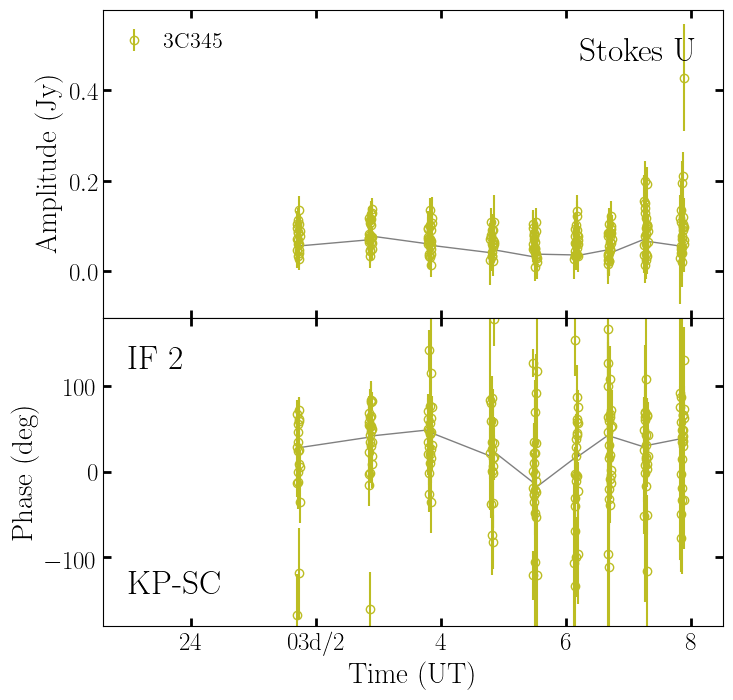 3C345
Stokes U
Amplitude (Jy)
0.4
0.2
0.0
IF 2
KP-SC
Phase (deg)
100
0
−100
24
03d/2
4
6
8
Time (UT)